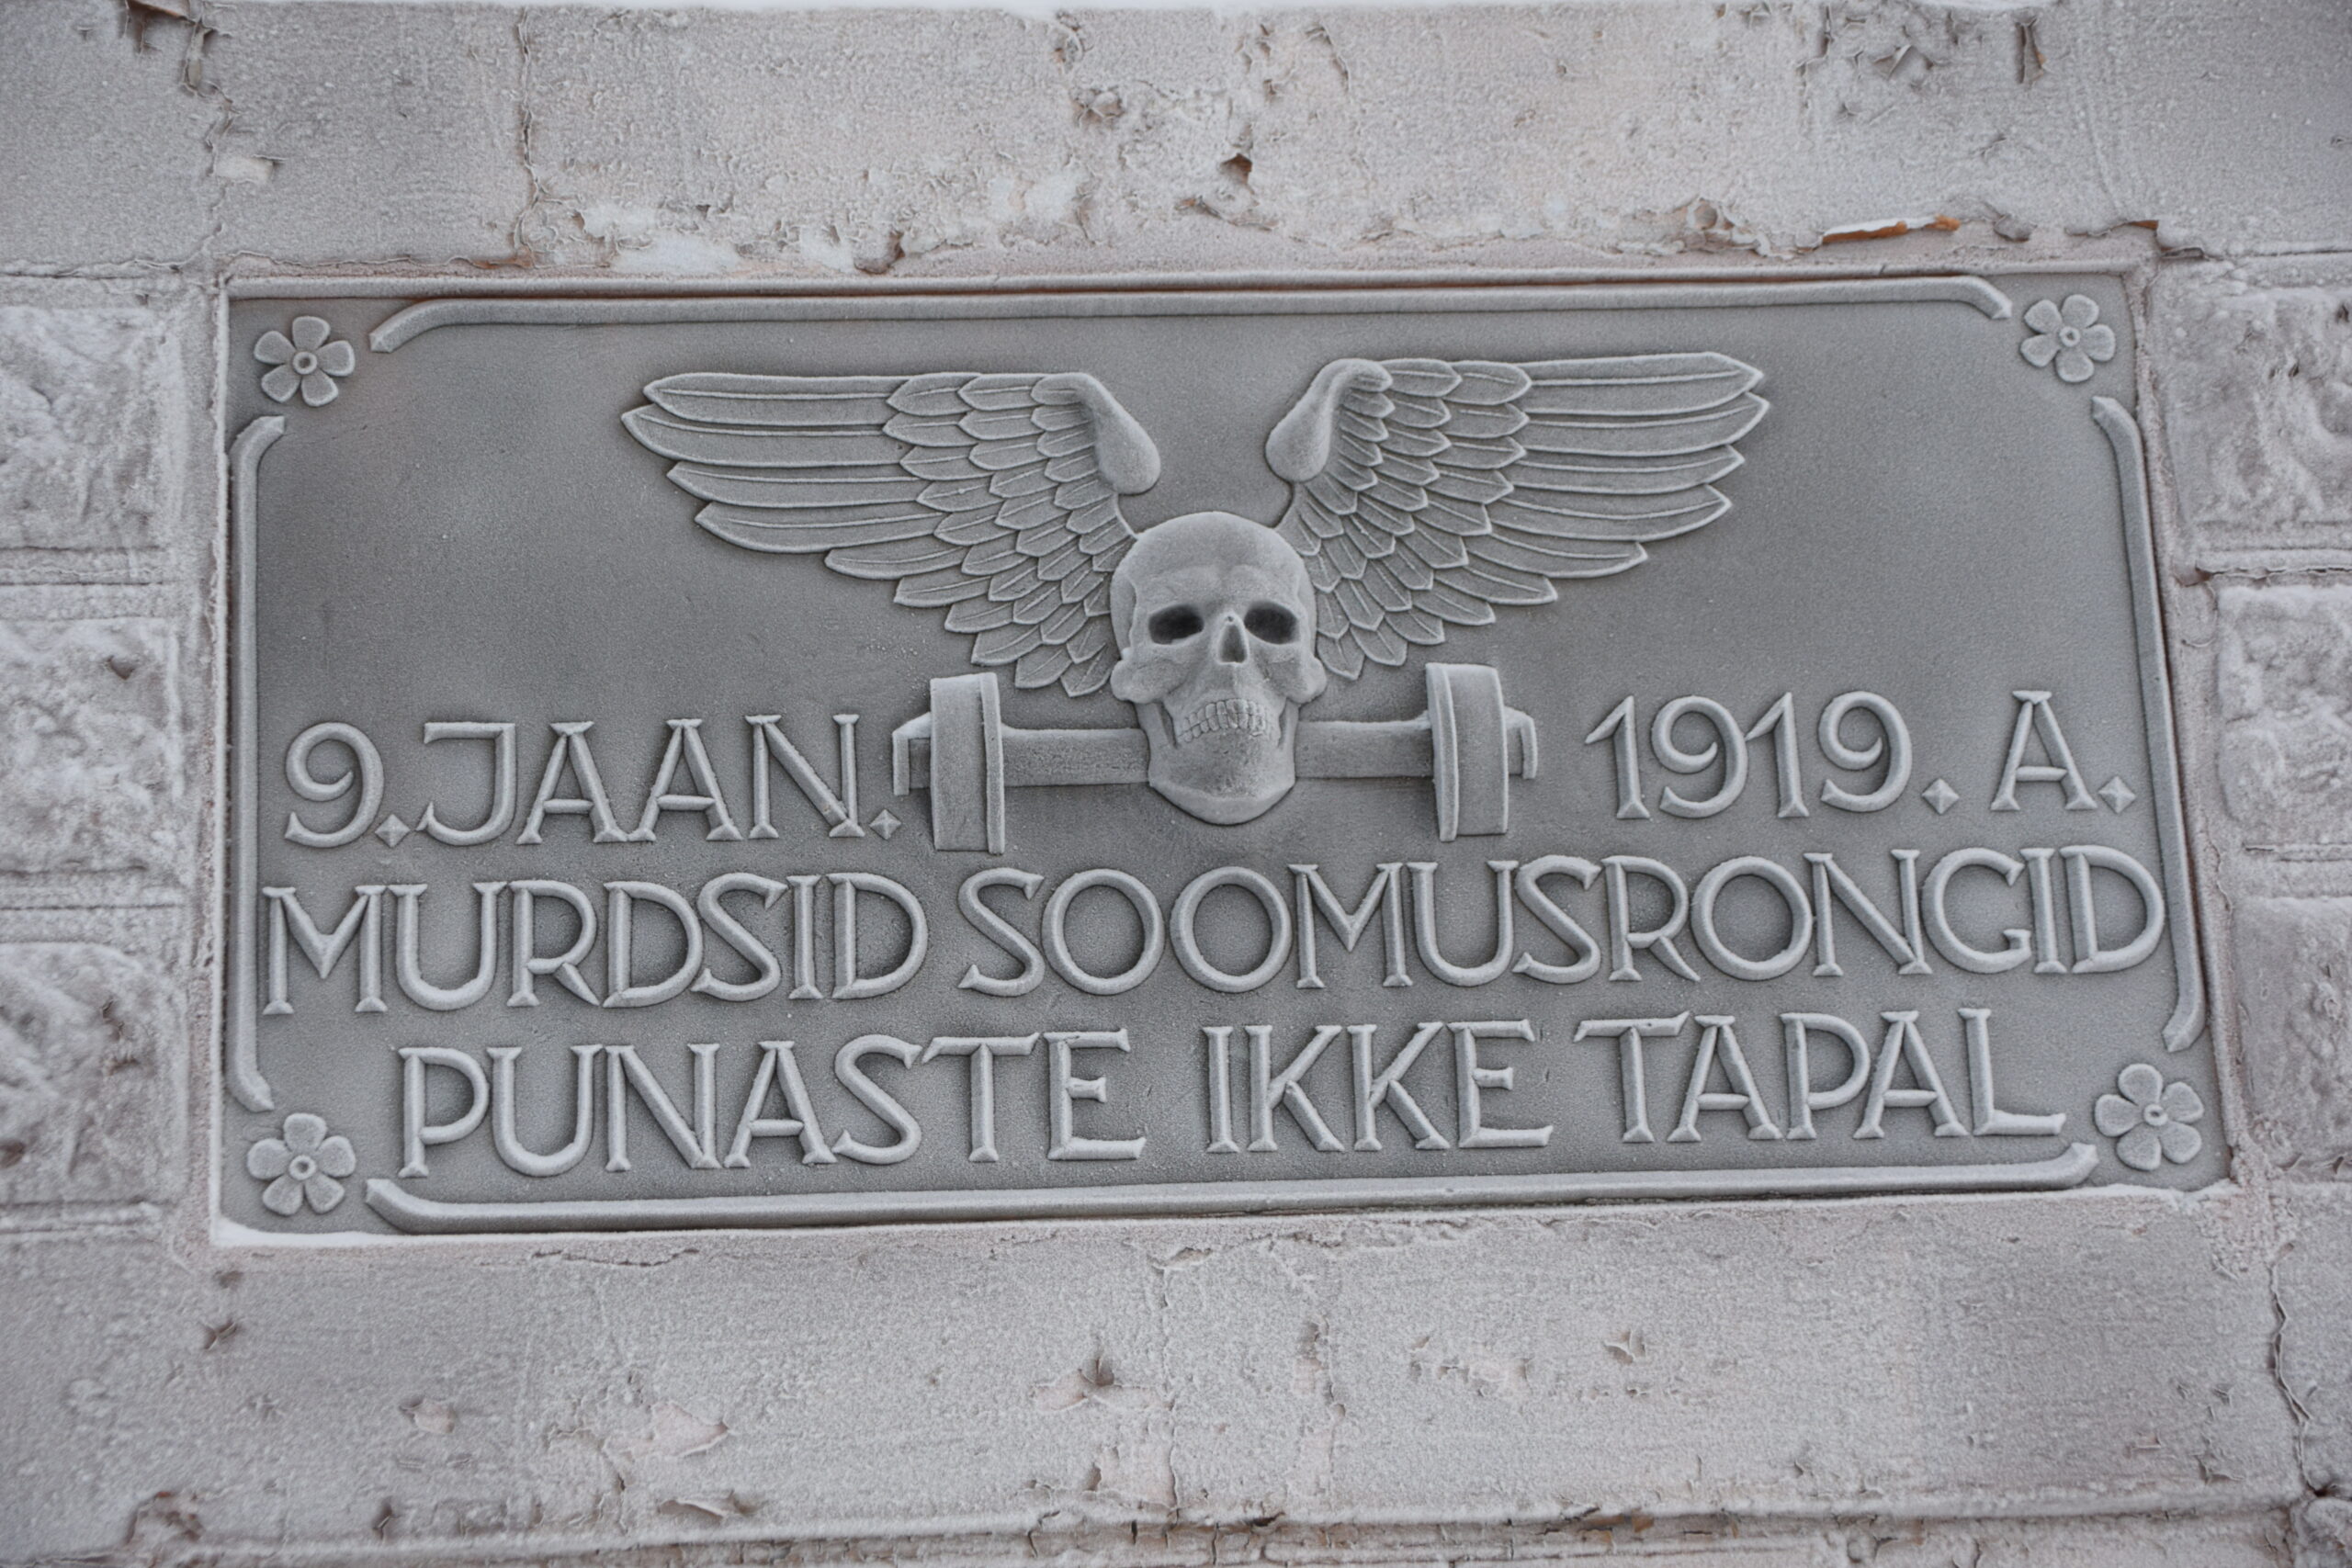 9. JAAN. 1919. A.
MURDSID SOOMUSRONGID
PUNASTE IKKE TAPAL